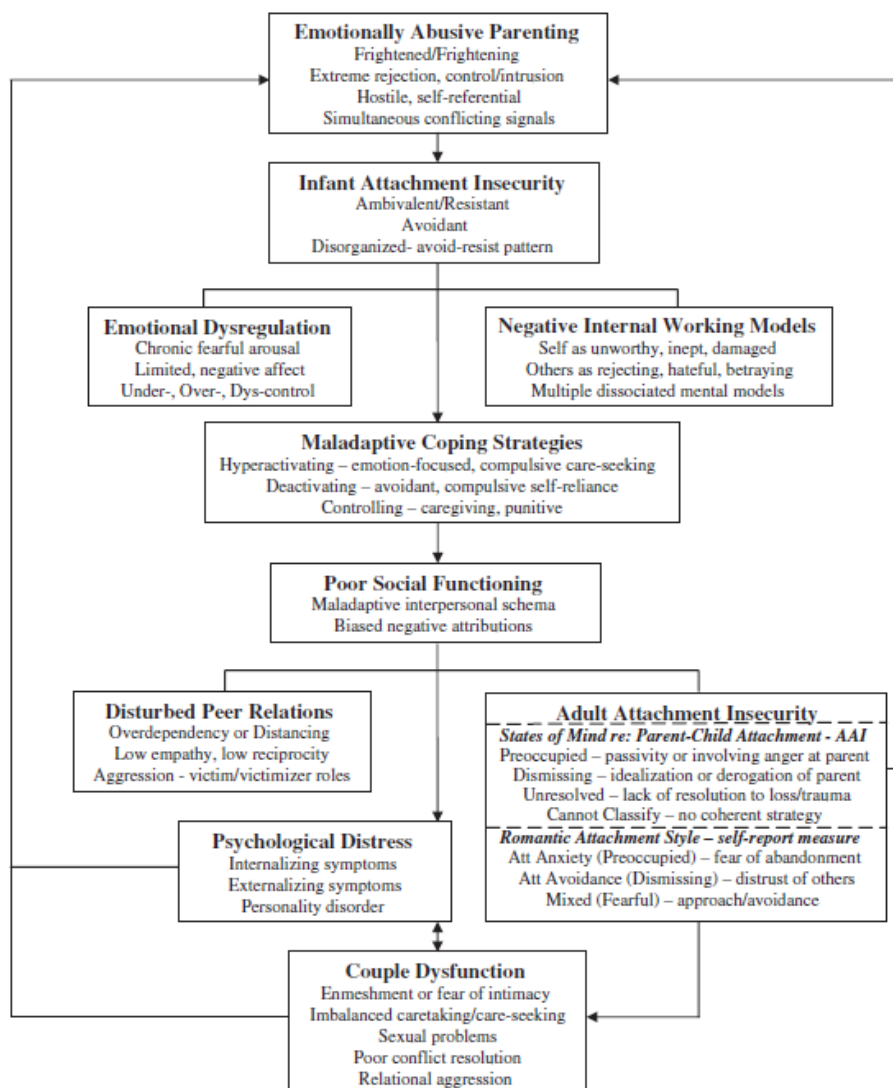 Emotionally Abusive Parenting
Frightened/Frightening
Extreme rejection, control/intrusion
Hostile, self-referential
Simultaneous conflicting signals
Infant Attachment Insecurity
Ambivalent/Resistant
Avoidant
Disorganized- avoid-resist pattern
Emotional Dysregulation
Chronic fearful arousal
Limited, negative affect
Under-, Over-, Dys-control
Negative Internal Working Models
Self as unworthy, inept, damaged
Others as rejecting, hateful, betraying
Multiple dissociated mental models
Maladaptive Coping Strategies
Hyperactivating – emotion-focused, compulsive care-seeking
Deactivating – avoidant, compulsive self-reliance
Controlling – caregiving, punitive
Poor Social Functioning
Maladaptive interpersonal schema
Biased negative attributions
Disturbed Peer Relations
Overdependency or Distancing
Low empathy, low reciprocity
Aggression - victim/victimizer roles
Adult Attachment Insecurity
States of Mind re: Parent-Child Attachment - AAI
Preoccupied – passivity or involving anger at parent
Dismissing – idealization or derogation of parent
Unresolved – lack of resolution to loss/trauma
Cannot Classify – no coherent strategy
Romantic Attachment Style – self-report measure
Att Anxiety (Preoccupied) – fear of abandonment
Att Avoidance (Dismissing) – distrust of others
Mixed (Fearful) – approach/avoidance
Psychological Distress
Internalizing symptoms
Externalizing symptoms
Personality disorder
Couple Dysfunction
Enmeshment or fear of intimacy
Imbalanced caretaking/care-seeking
Sexual problems
Poor conflict resolution
Relational aggression